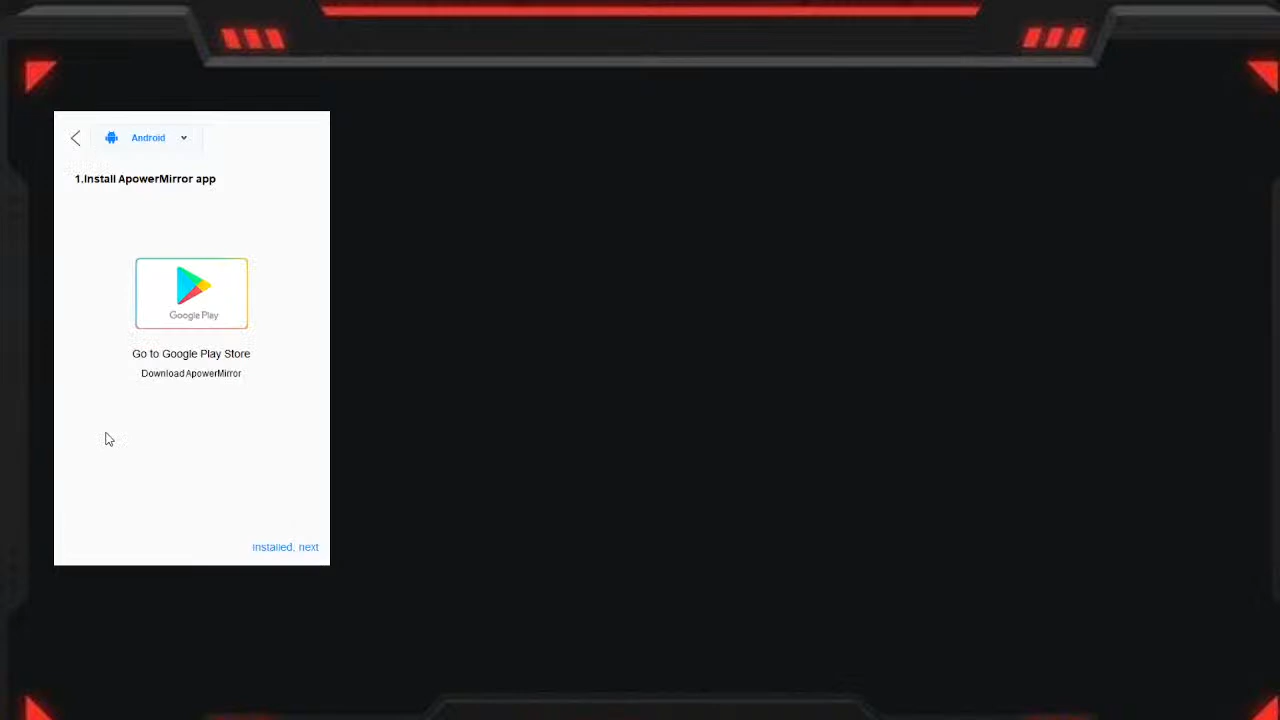 Android
1.Install ApowerMirror app
Google Play
Go to Google Play Store
Download ApowerMirror
Installed, next